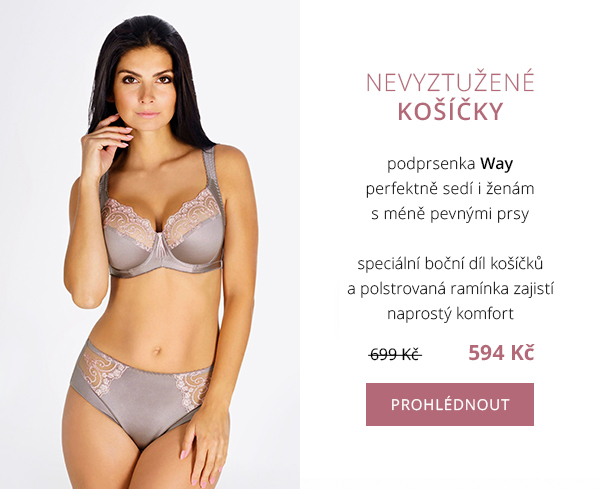 NEVYZTUŽENÉ
KOŠÍČKY
podprsenka Way
perfektně sedí i ženám
s méně pevnými prsy
speciální boční díl košíčků
a polstrovaná ramínka zajistí
naprostý komfort
699 Kč 594 Kč
PROHLÉDNOUT